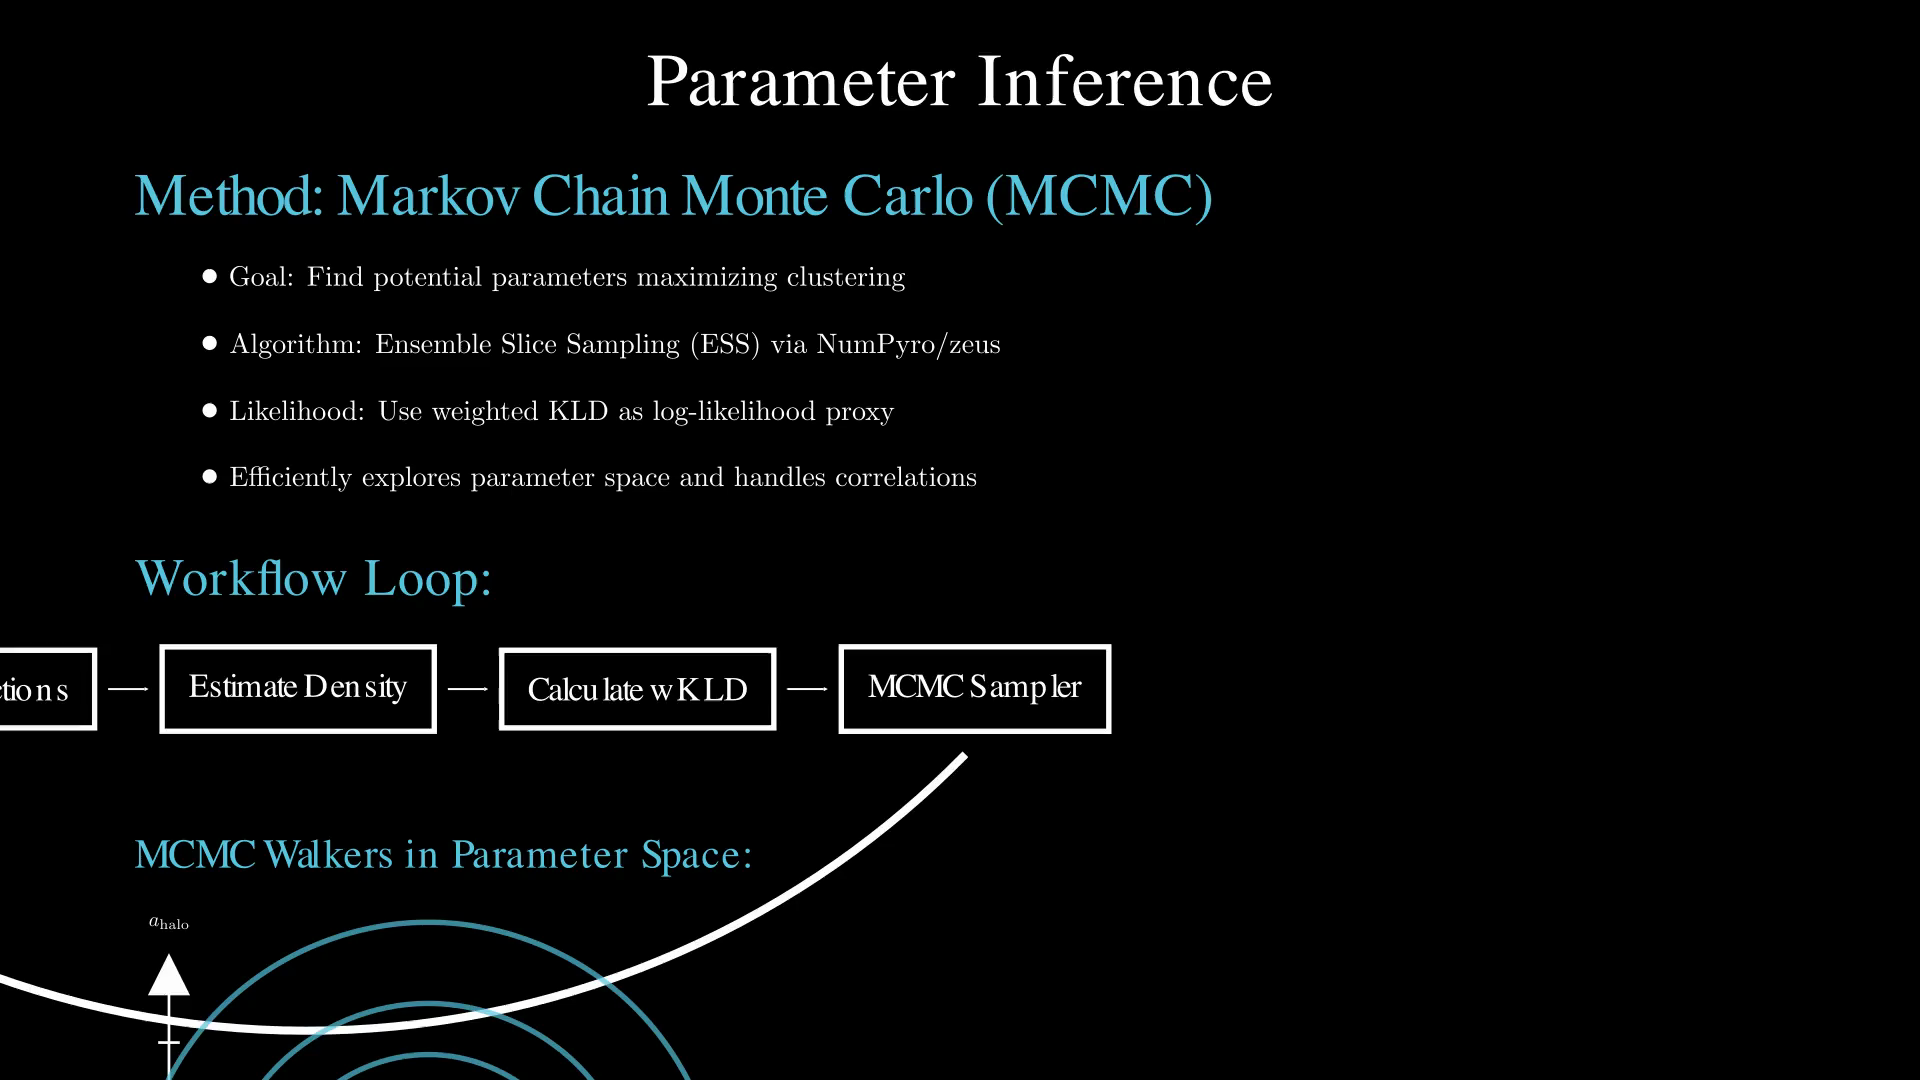 Parameter Inference
Method: Markov Chain Monte Carlo (MCMC)
● Goal: Find potential parameters maximizing clustering
● Algorithm: Ensemble Slice Sampling (ESS) via NumPyro/zeus
● Likelihood: Use weighted KLD as log-likelihood proxy
● Efficiently explores parameter space and handles correlations
Workflow Loop:
Estimate Density
Calculate wKLD
MCMC Sampler
MCMC Walkers in Parameter Space:
a_halo